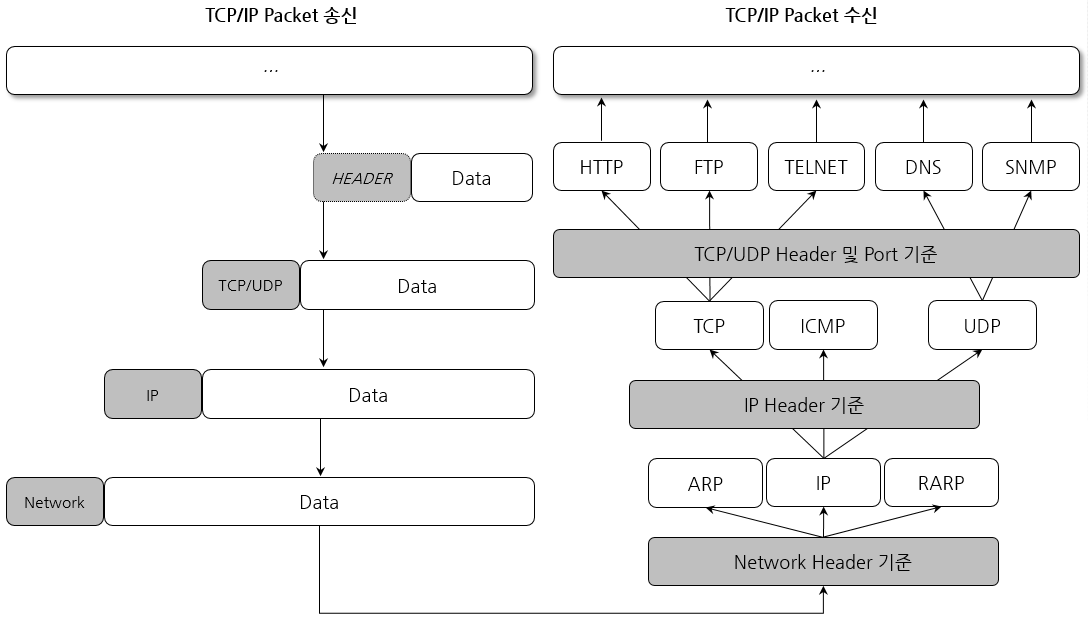 TCP/IP Packet 송신
...
HEADER Data
TCP/UDP Data
IP Data
Network Data
TCP/IP Packet 수신
...
HTTP FTP TELNET DNS SNMP
TCP/UDP Header 및 Port 기준
TCP ICMP UDP
IP Header 기준
ARP IP RARP
Network Header 기준